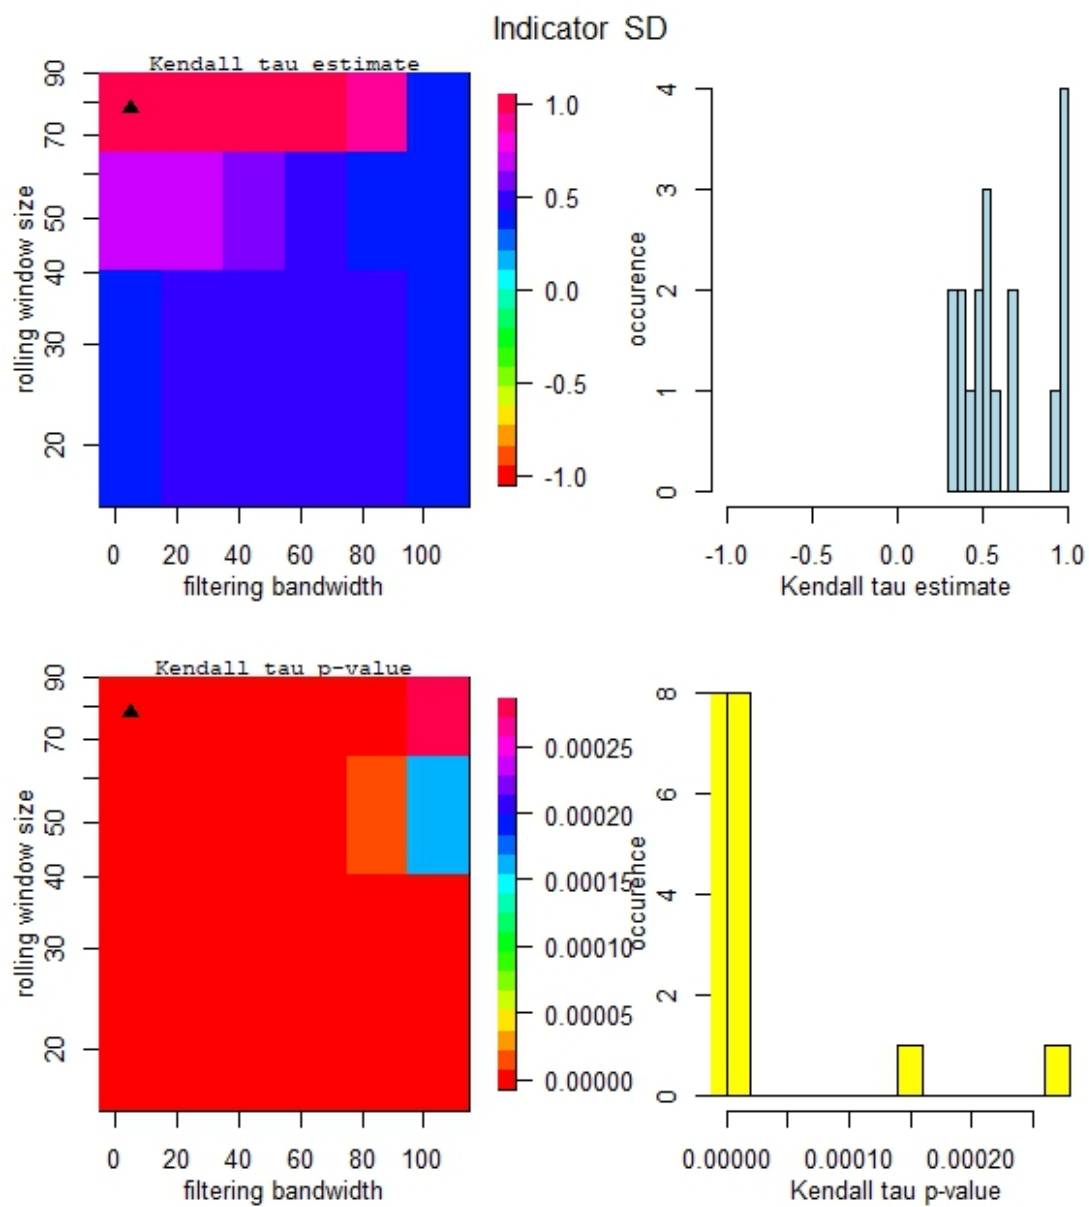 Indicator SD
Kendall tau estimate
rolling window size
90
70
50
40
30
20
0 20 40 60 80 100
filtering bandwidth
1.0
0.5
0.0
-0.5
-1.0
occurence
4
3
2
1
0
-1.0 -0.5 0.0 0.5 1.0
Kendall tau estimate
Kendall tau p-value
rolling window size
90
70
50
40
30
20
0 20 40 60 80 100
filtering bandwidth
0.00025
0.00020
0.00015
0.00010
0.00005
0.00000
occurence
8
6
4
2
0
0.00000 0.00010 0.00020
Kendall tau p-value